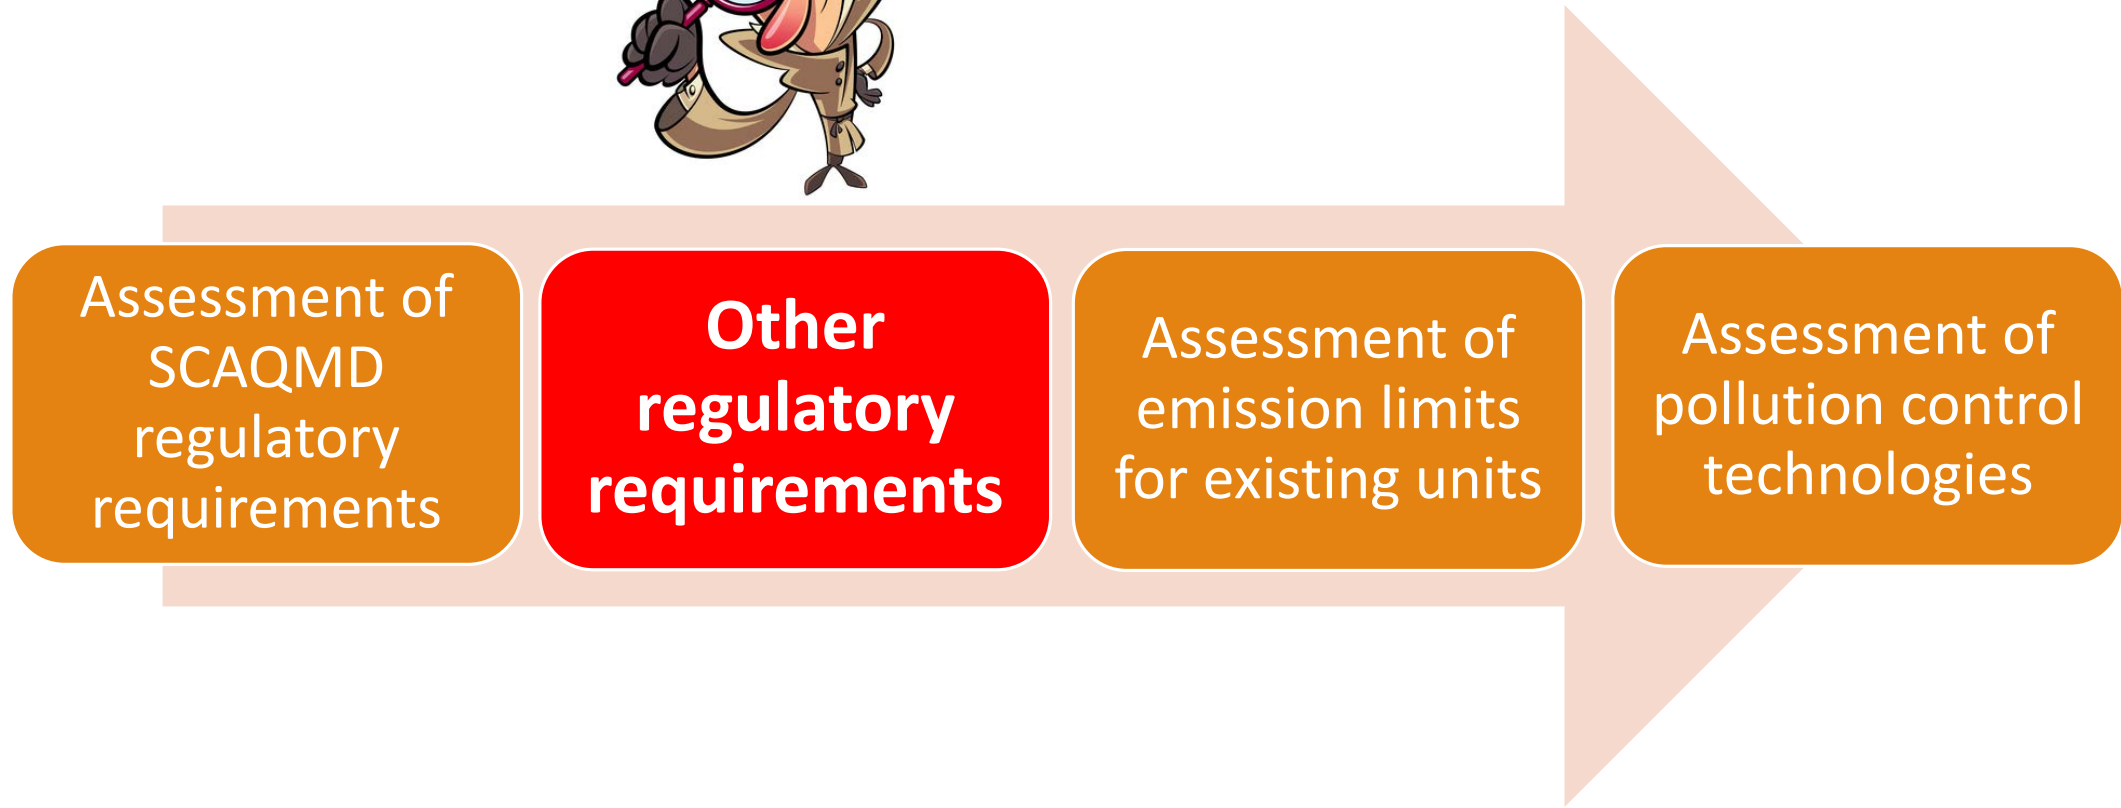 Assessment of
SCAQMD
regulatory
requirements
Other
regulatory
requirements
Assessment of
emission limits
for existing units
Assessment of
pollution control
technologies